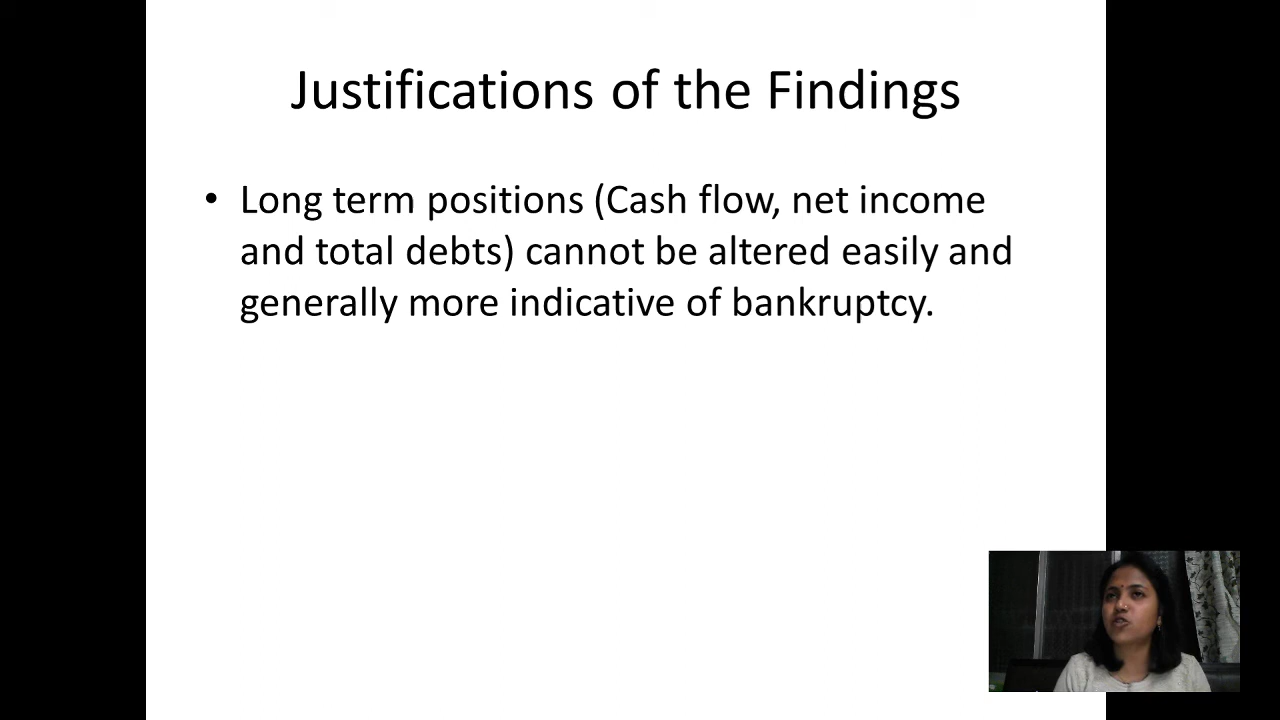 Justifications of the Findings
• Long term positions (Cash flow, net income
and total debts) cannot be altered easily and
generally more indicative of bankruptcy.